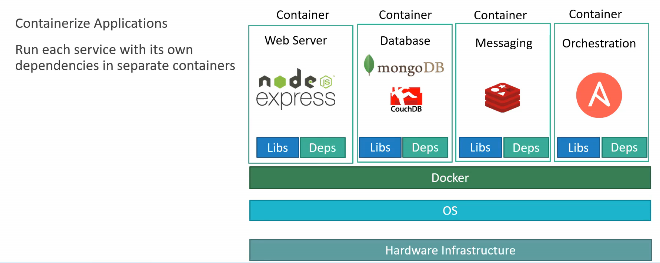 Containerize Applications
Run each service with its own
dependencies in separate containers
Container
Container
Container
Container
Web Server
Database
Messaging
Orchestration
node
JS
express
mongoDB
CouchDB
A
Libs
Deps
Libs
Deps
Libs
Deps
Libs
Deps
Docker
OS
Hardware Infrastructure